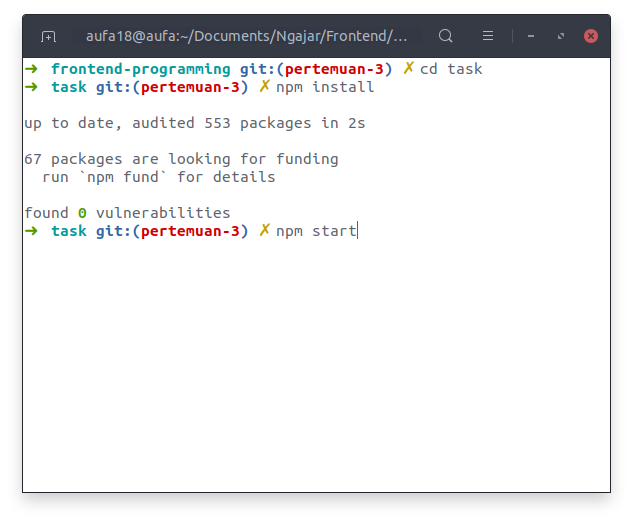 aufa18@aufa:~/Documents/Ngajar/Frontend/...
➜ frontend-programming git:(pertemuan-3) ✗ cd task
➜ task git:(pertemuan-3) ✗ npm install
up to date, audited 553 packages in 2s
67 packages are looking for funding
run `npm fund` for details
found 0 vulnerabilities
➜ task git:(pertemuan-3) ✗ npm start